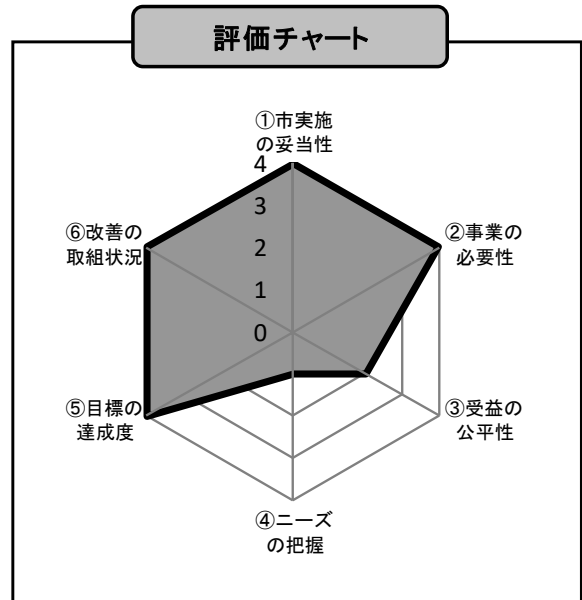 評価チャート
①市実施
の妥当性
4
3
2
1
0
②事業の
必要性
③受益の
公平性
④ニーズ
の把握
⑤目標の
達成度
⑥改善の
取組状況